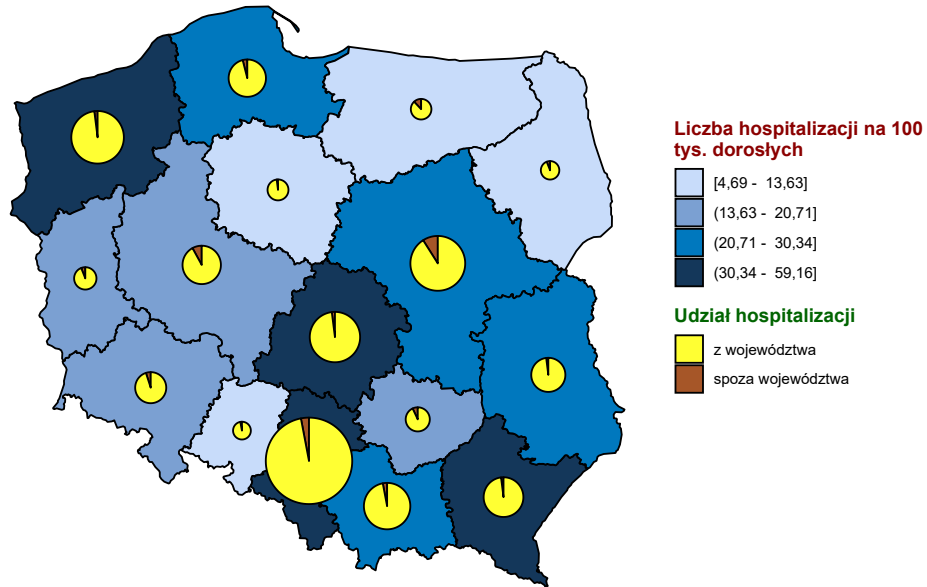 Liczba hospitalizacji na 100
tys. dorosłych
[4,69 - 13,63]
(13,63 - 20,71]
(20,71 - 30,34]
(30,34 - 59,16]
Udział hospitalizacji
z województwa
spoza województwa